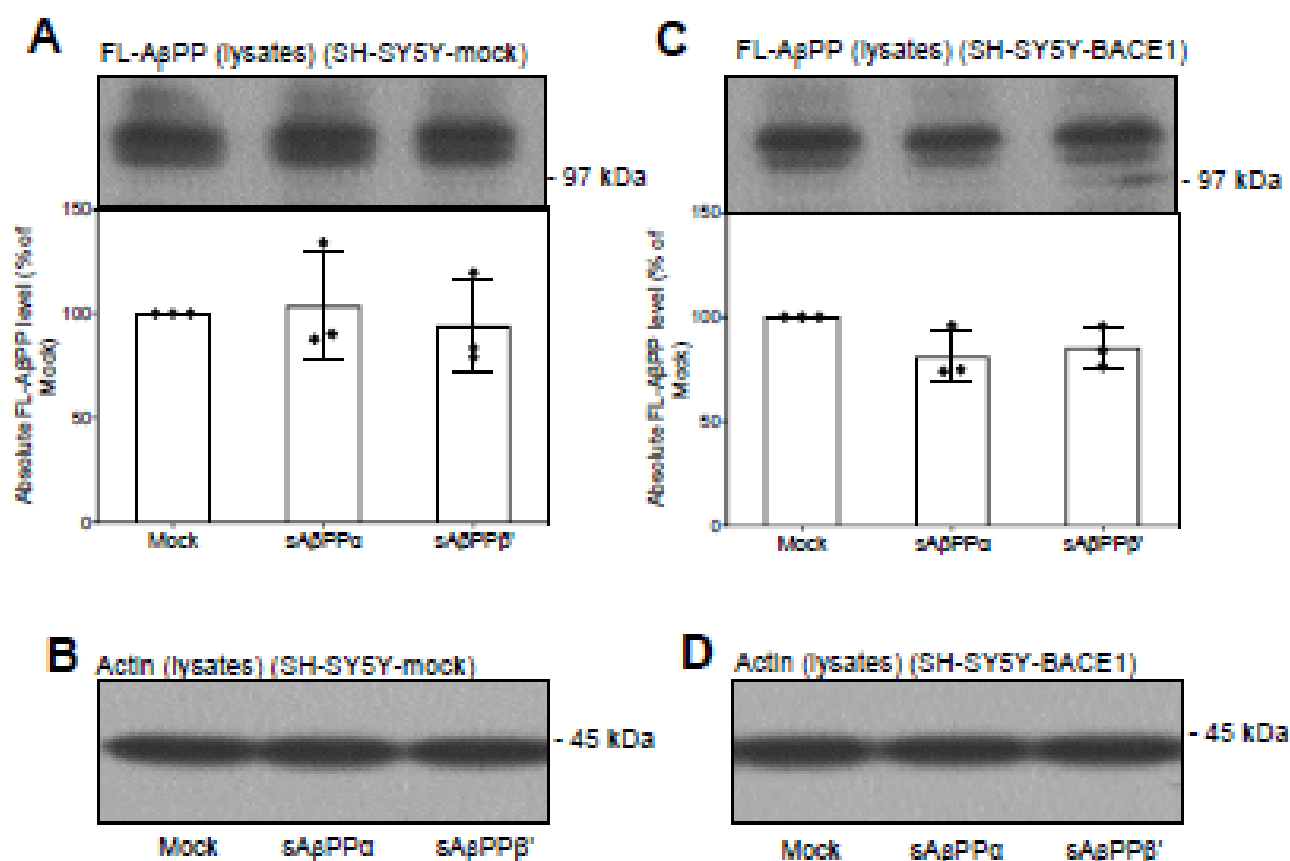 A
FL-AβPP (lysates) (SH-SY5Y-mock)
- 97 kDa
Absolute FL-AβPP level (% of
Mock)
150
100
50
0
Mock sAβPPα sAβPPβ'
C
FL-AβPP (lysates) (SH-SY5Y-BACE1)
- 97 kDa
Absolute FL-AβPP level (% of
Mock)
150
100
50
0
Mock sAβPPα sAβPPβ'
B
Actin (lysates) (SH-SY5Y-mock)
- 45 kDa
Mock sAβPPα sAβPPβ'
D
Actin (lysates) (SH-SY5Y-BACE1)
- 45 kDa
Mock sAβPPα sAβPPβ'